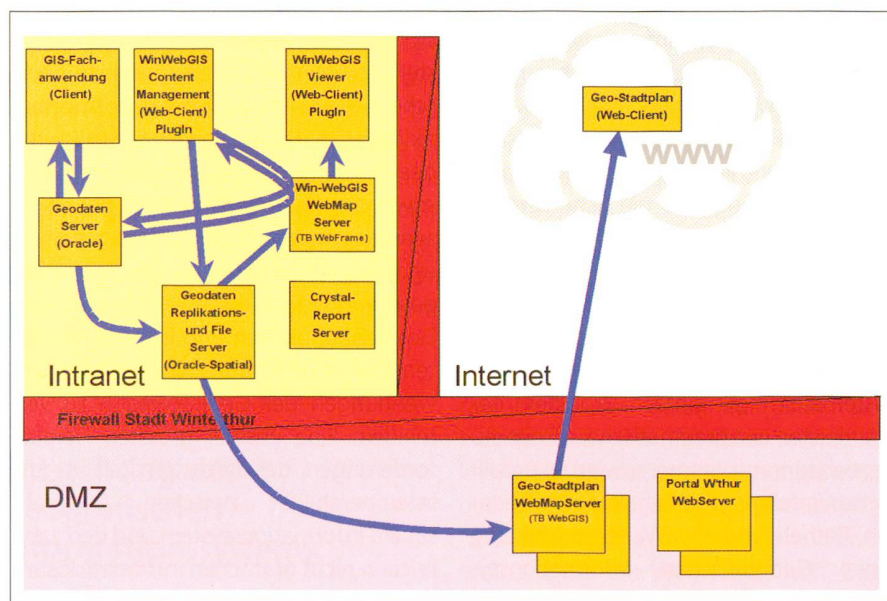 GIS-Fach-
anwendung
(Client)
WinWebGIS
Content
Management
(Web-Cient)
PlugIn
WinWebGIS
Viewer
(Web-Client)
PlugIn
Geo-Stadtplan
(Web-Client)
www
Geodaten
Server
(Oracle)
Win-WebGIS
WebMap
Server
(TB WebFrame)
Geodaten
Replikations-
und File
Server
(Oracle-Spatial)
Crystal-
Report
Server
Intranet
Internet
Firewall Stadt Winterthur
DMZ
Geo-Stadtplan
WebMapServer
(TB WebGIS)
Portal W'thur
WebServer